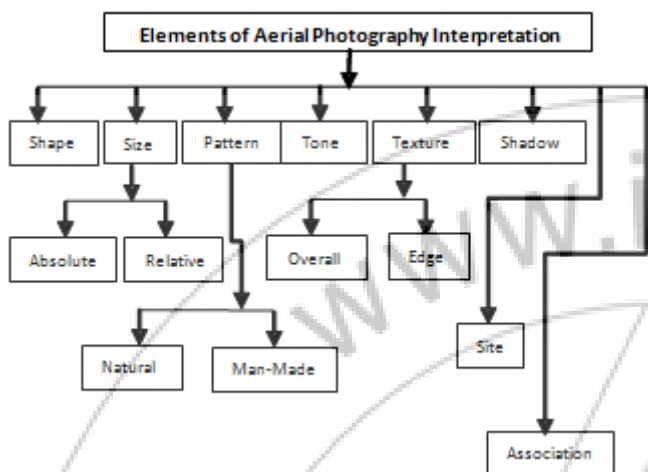 Elements of Aerial Photography Interpretation
Shape Size Pattern Tone Texture Shadow
Absolute Relative Overall Edge
Natural Man-Made Site
Association
www.i